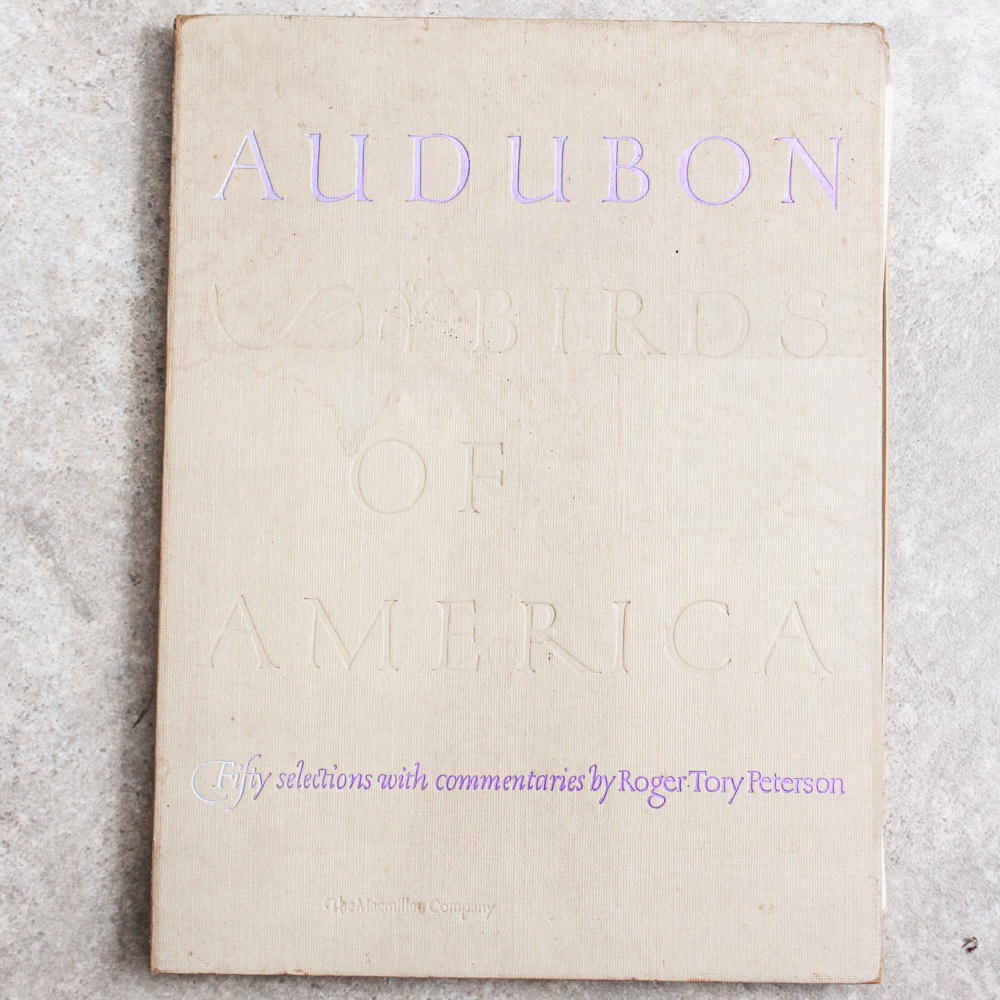 AUDUBON
BIRDS
OF
AMERICA
Fifty selections with commentaries by Roger Tory Peterson
The Macmillan Company